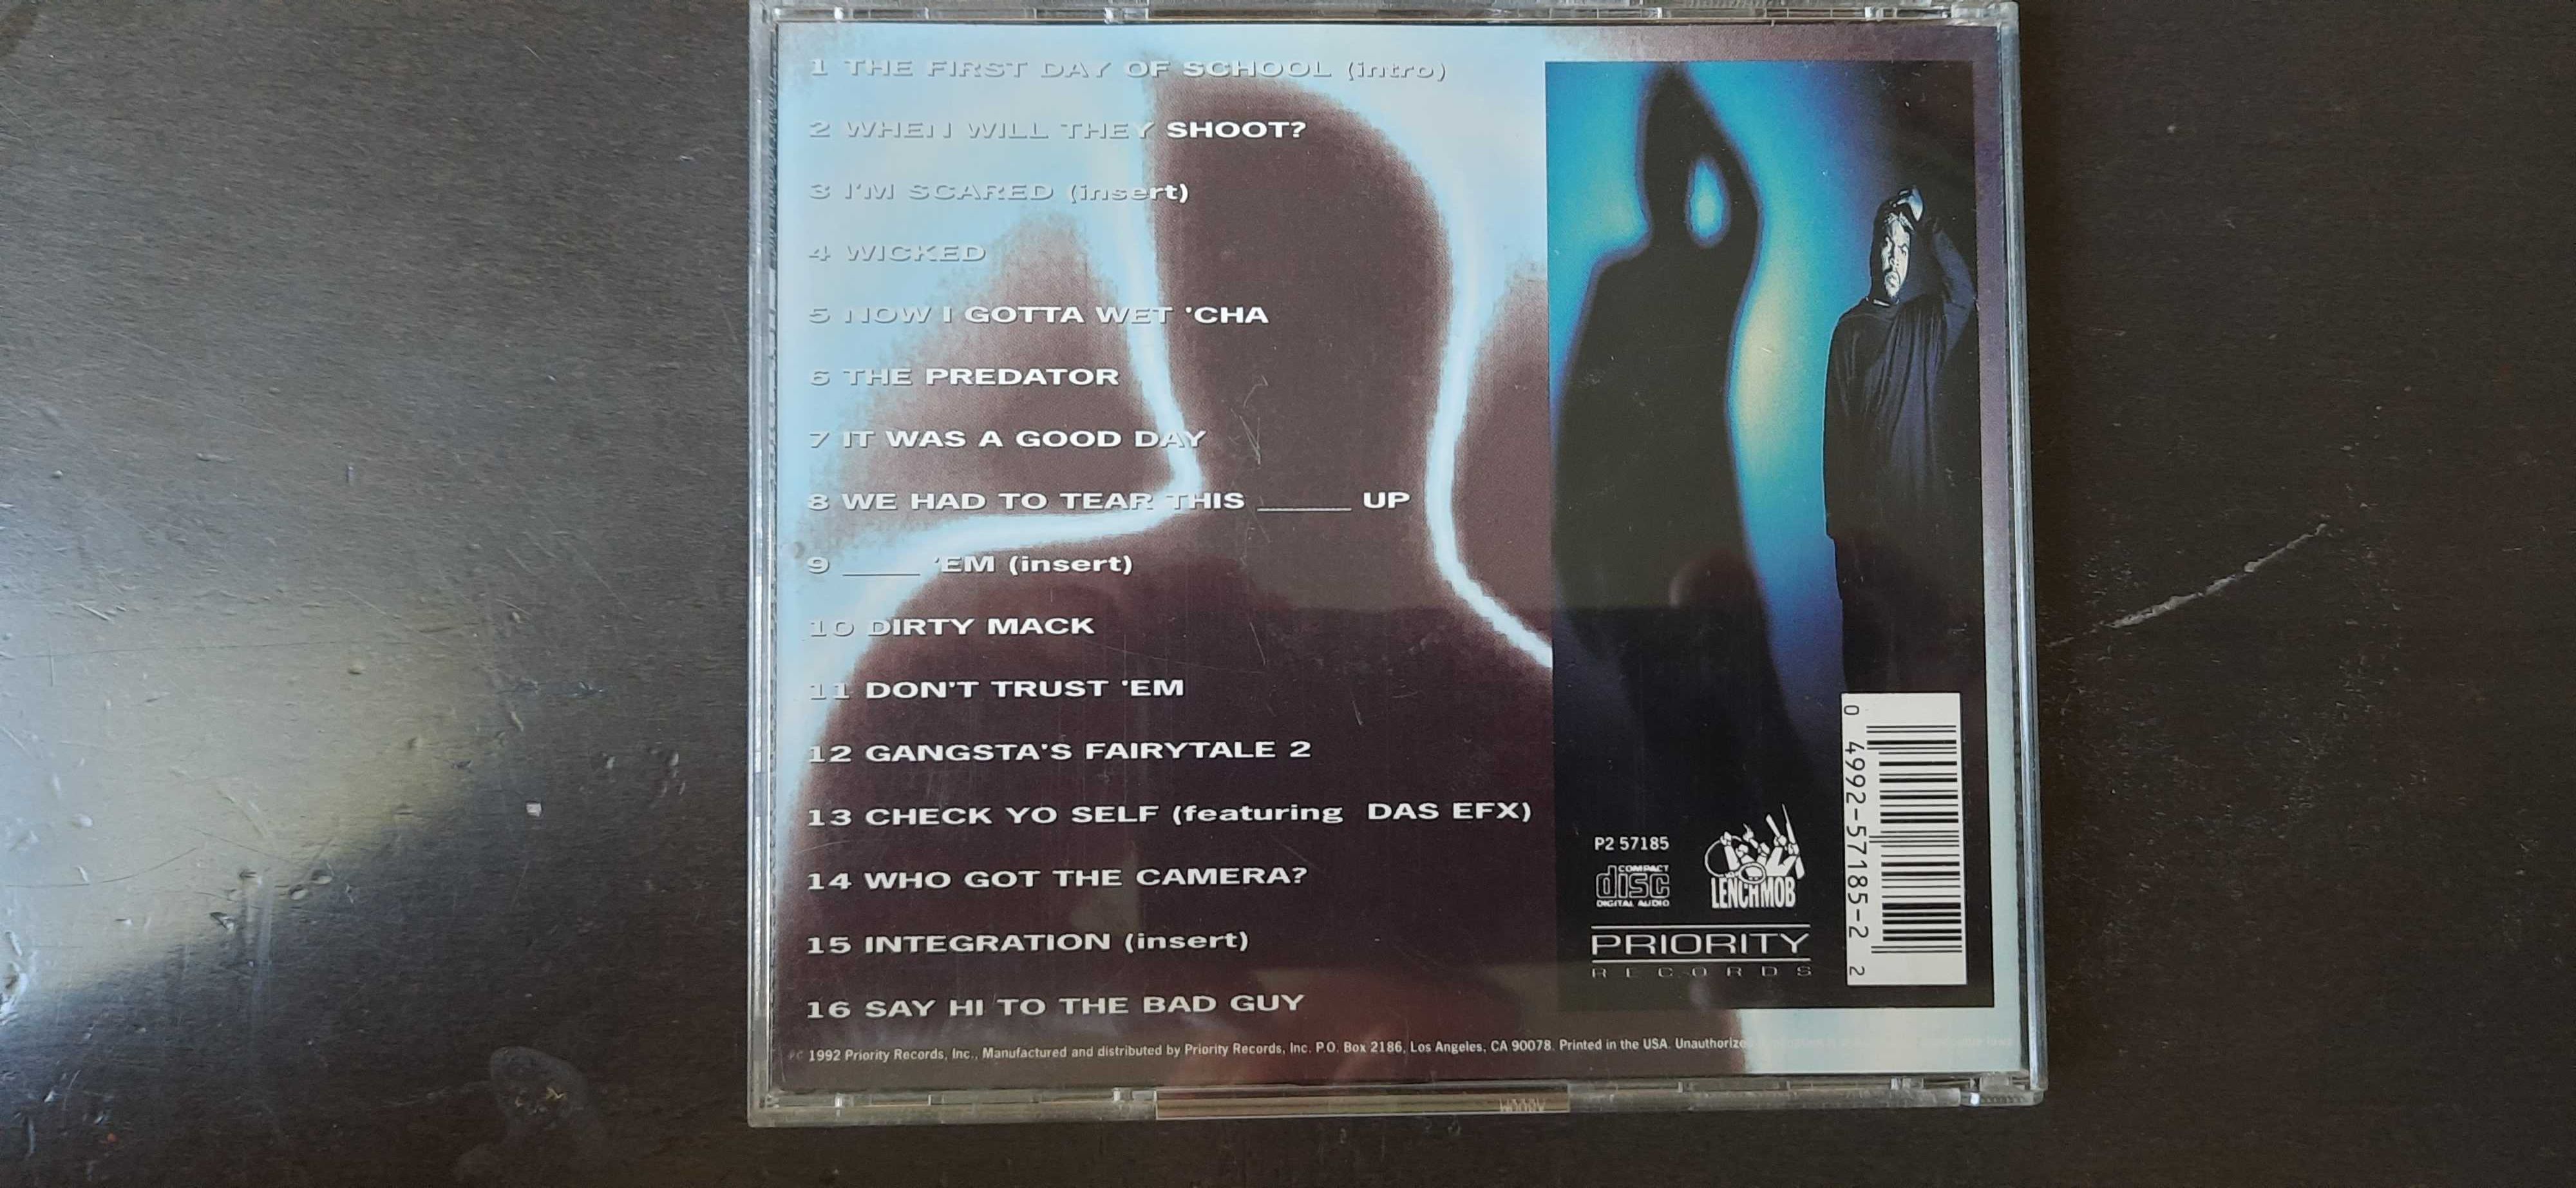 1 THE FIRST DAY OF SCHOOL (intro)
2 WHEN WILL THEY SHOOT?
3 I'M SCARED (insert)
4 WICKED
5 NOW I GOTTA WET 'CHA
6 THE PREDATOR
7 IT WAS A GOOD DAY
8 WE HAD TO TEAR THIS _____ UP
9 ____ 'EM (insert)
10 DIRTY MACK
11 DON'T TRUST 'EM
12 GANGSTA'S FAIRYTALE 2
13 CHECK YO SELF (featuring DAS EFX)
14 WHO GOT THE CAMERA?
15 INTEGRATION (insert)
16 SAY HI TO THE BAD GUY
1992 Priority Records, Inc., Manufactured and distributed by Priority Records, Inc. P.O. Box 2186, Los Angeles, CA 90078. Printed in the USA. Unauthorized
P2 57185
COMPACT
disc
DIGITAL AUDIO
LENCH MOB
PRIORITY
RECORDS
0 4992-57185-2 2